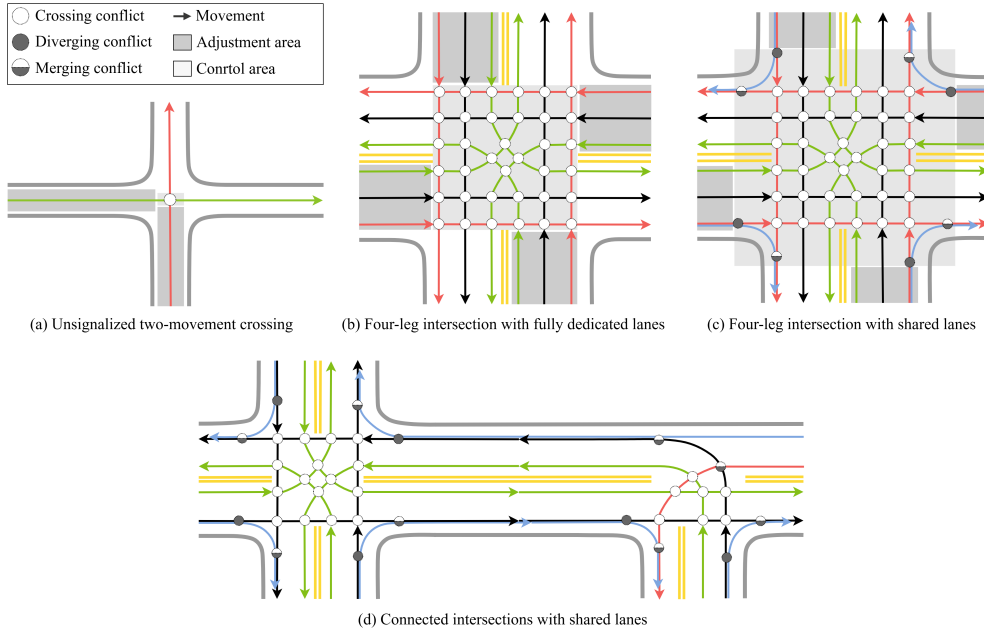 Crossing conflict
Movement
Diverging conflict
Adjustment area
Merging conflict
Conrtol area
(a) Unsignalized two-movement crossing
(b) Four-leg intersection with fully dedicated lanes
(c) Four-leg intersection with shared lanes
(d) Connected intersections with shared lanes